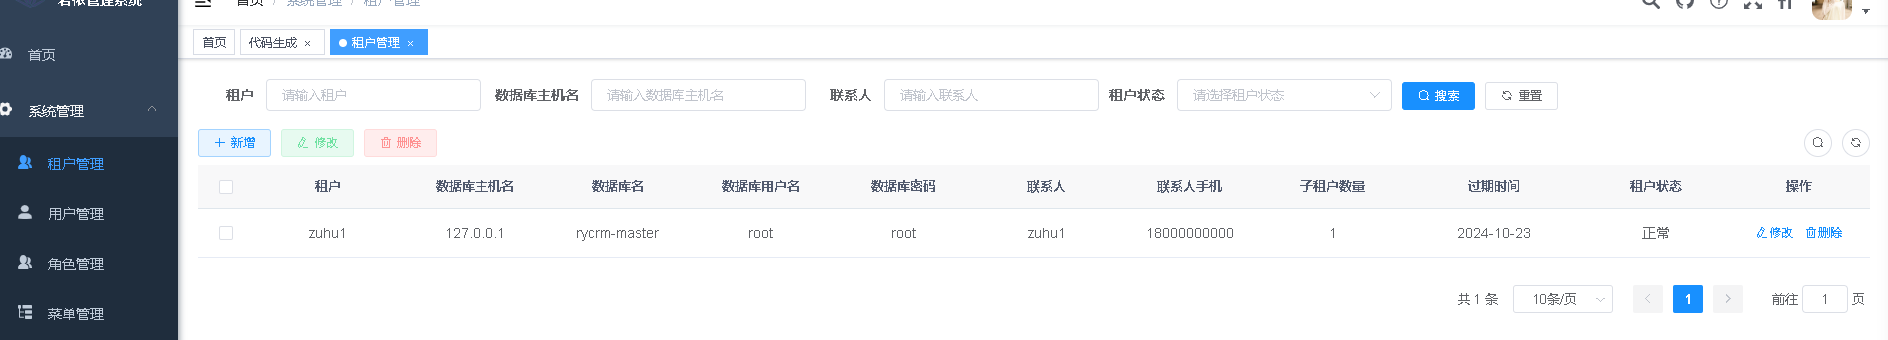 若依管理系统
首页 / 系统管理 / 租户管理
首页 代码生成 × 租户管理 ×
首页
系统管理
租户管理
用户管理
角色管理
菜单管理
租户 请输入租户 数据库主机名 请输入数据库主机名 联系人 请输入联系人 租户状态 请选择租户状态 搜索 重置
+ 新增 修改 删除
租户 数据库主机名 数据库名 数据库用户名 数据库密码 联系人 联系人手机 子租户数量 过期时间 租户状态 操作
zuhu1 127.0.0.1 rycrm-master root root zuhu1 18000000000 1 2024-10-23 正常 修改 删除
共 1 条 10条/页 < 1 > 前往 1 页